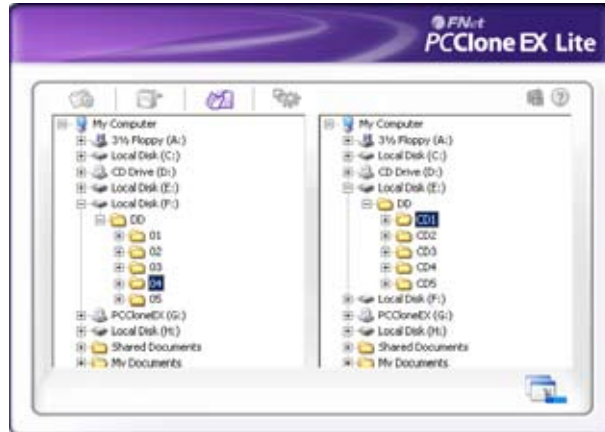 FNet
PCClone EX Lite
My Computer
3½ Floppy (A:)
Local Disk (C:)
CD Drive (D:)
Local Disk (E:)
Local Disk (F:)
DD
01
02
03
04
05
PCCloneEX (G:)
Local Disk (H:)
Shared Documents
My Documents
My Computer
3½ Floppy (A:)
Local Disk (C:)
CD Drive (D:)
Local Disk (E:)
DD
CD1
CD2
CD3
CD4
CD5
Local Disk (F:)
PCCloneEX (G:)
Local Disk (H:)
Shared Documents
My Documents